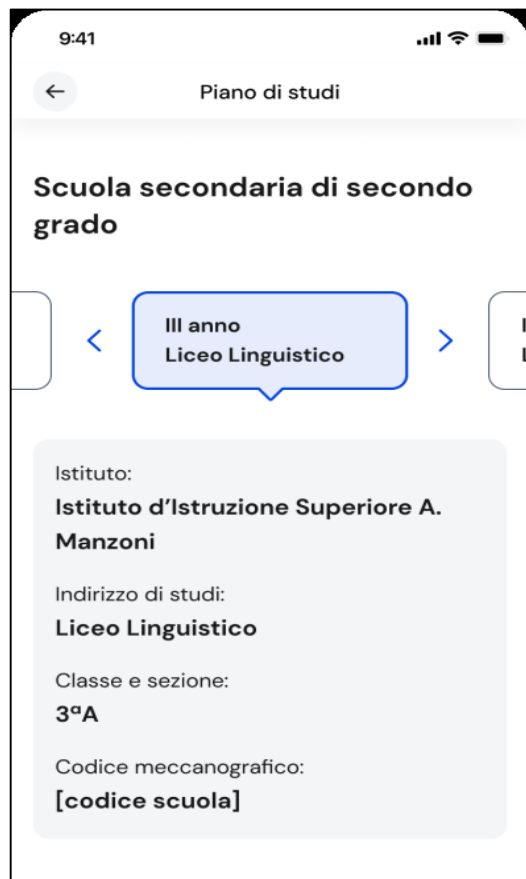 9:41
Piano di studi
Scuola secondaria di secondo
grado
III anno
Liceo Linguistico
Istituto:
Istituto d’Istruzione Superiore A.
Manzoni
Indirizzo di studi:
Liceo Linguistico
Classe e sezione:
3ªA
Codice meccanografico:
[codice scuola]